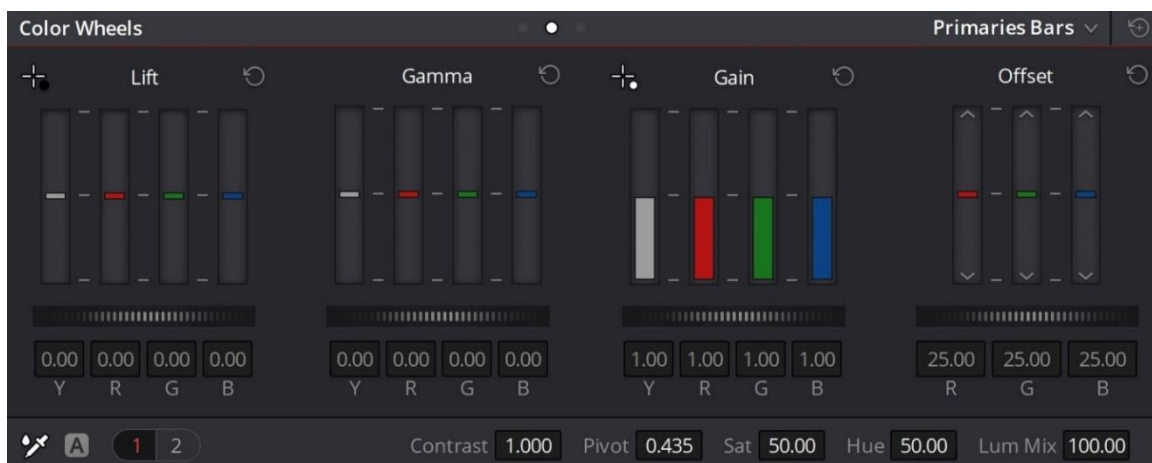 Color Wheels Primaries Bars
Lift Gamma Gain Offset
0.00 0.00 0.00 0.00 0.00 0.00 0.00 0.00 1.00 1.00 1.00 1.00 25.00 25.00 25.00
Y R G B Y R G B Y R G B R G B
A 1 2 Contrast 1.000 Pivot 0.435 Sat 50.00 Hue 50.00 Lum Mix 100.00